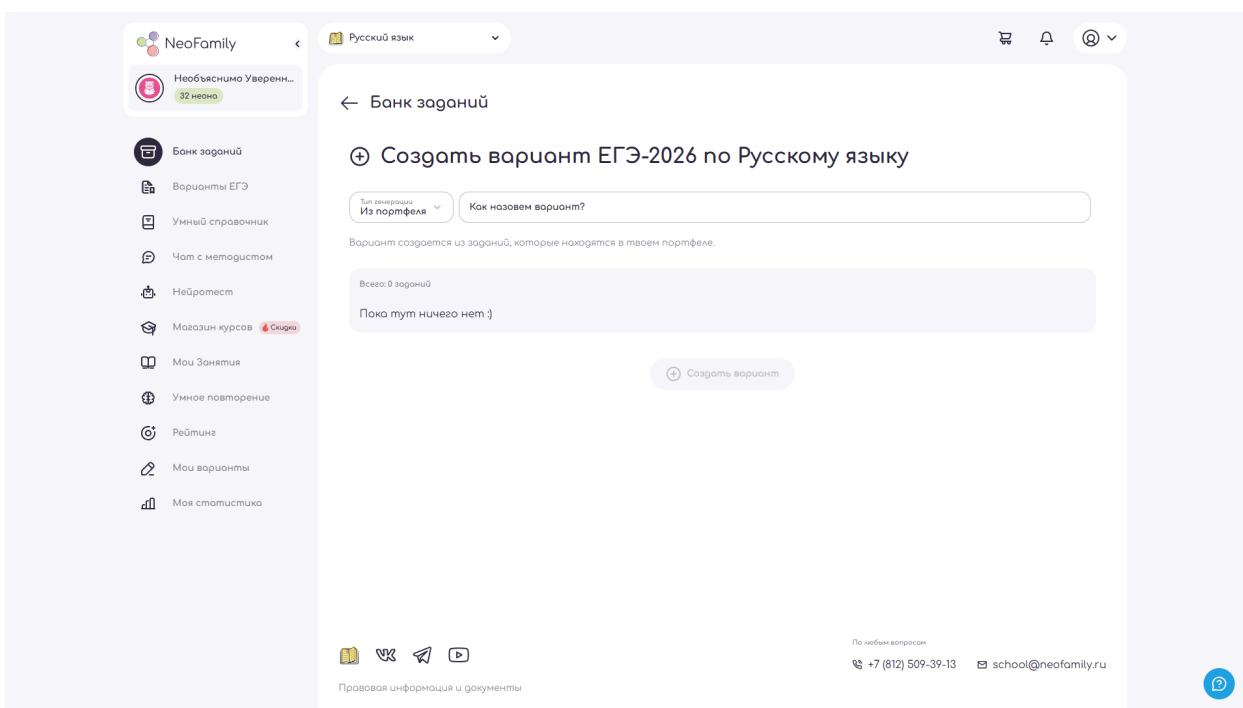 NeoFamily
Русский язык
Необъяснимо Уверенн...
32 неона
Банк заданий
Варианты ЕГЭ
Умный справочник
Чат с методистом
Нейротест
Магазин курсов Скидки
Мои Занятия
Умное повторение
Рейтинг
Мои варианты
Моя статистика
Банк заданий
Создать вариант ЕГЭ-2026 по Русскому языку
Тип генерации
Из портфеля
Как назовем вариант?
Вариант создается из заданий, которые находятся в твоем портфеле.
Всего: 0 заданий
Пока тут ничего нет :)
Создать вариант
По любым вопросам
+7 (812) 509-39-13 school@neofamily.ru
Правовая информация и документы